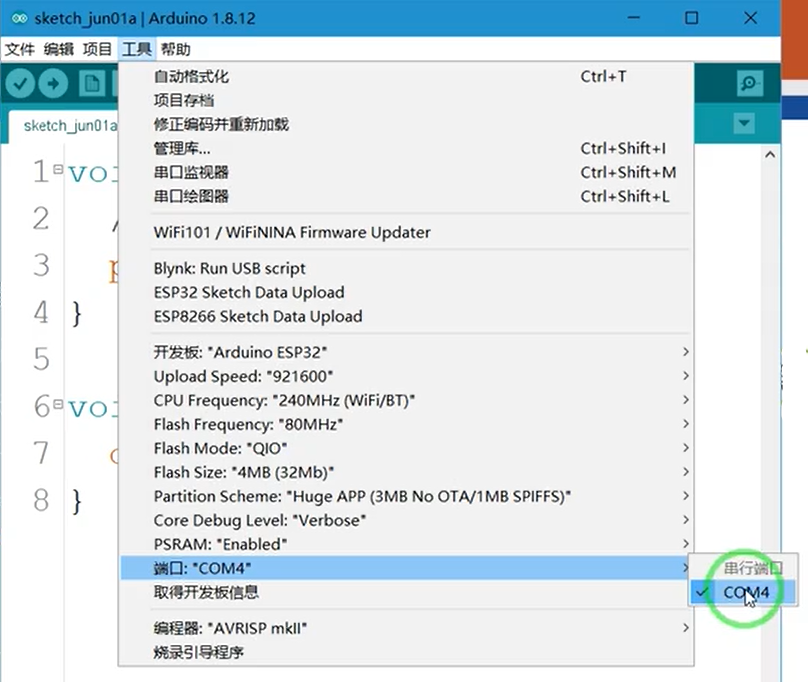 sketch_jun01a | Arduino 1.8.12
文件 编辑 项目 工具 帮助
自动格式化 Ctrl+T
项目存档
修正编码并重新加载
管理库... Ctrl+Shift+I
串口监视器 Ctrl+Shift+M
串口绘图器 Ctrl+Shift+L
WiFi101 / WiFiNINA Firmware Updater
Blynk: Run USB script
ESP32 Sketch Data Upload
ESP8266 Sketch Data Upload
开发板: "Arduino ESP32"
Upload Speed: "921600"
CPU Frequency: "240MHz (WiFi/BT)"
Flash Frequency: "80MHz"
Flash Mode: "QIO"
Flash Size: "4MB (32Mb)"
Partition Scheme: "Huge APP (3MB No OTA/1MB SPIFFS)"
Core Debug Level: "Verbose"
PSRAM: "Enabled"
端口: "COM4"
取得开发板信息
编程器: "AVRISP mkII"
烧录引导程序
串行端口
COM4
sketch_jun01a
1 voi
2 /
3 p
4 }
5
6 voi
7
8 }